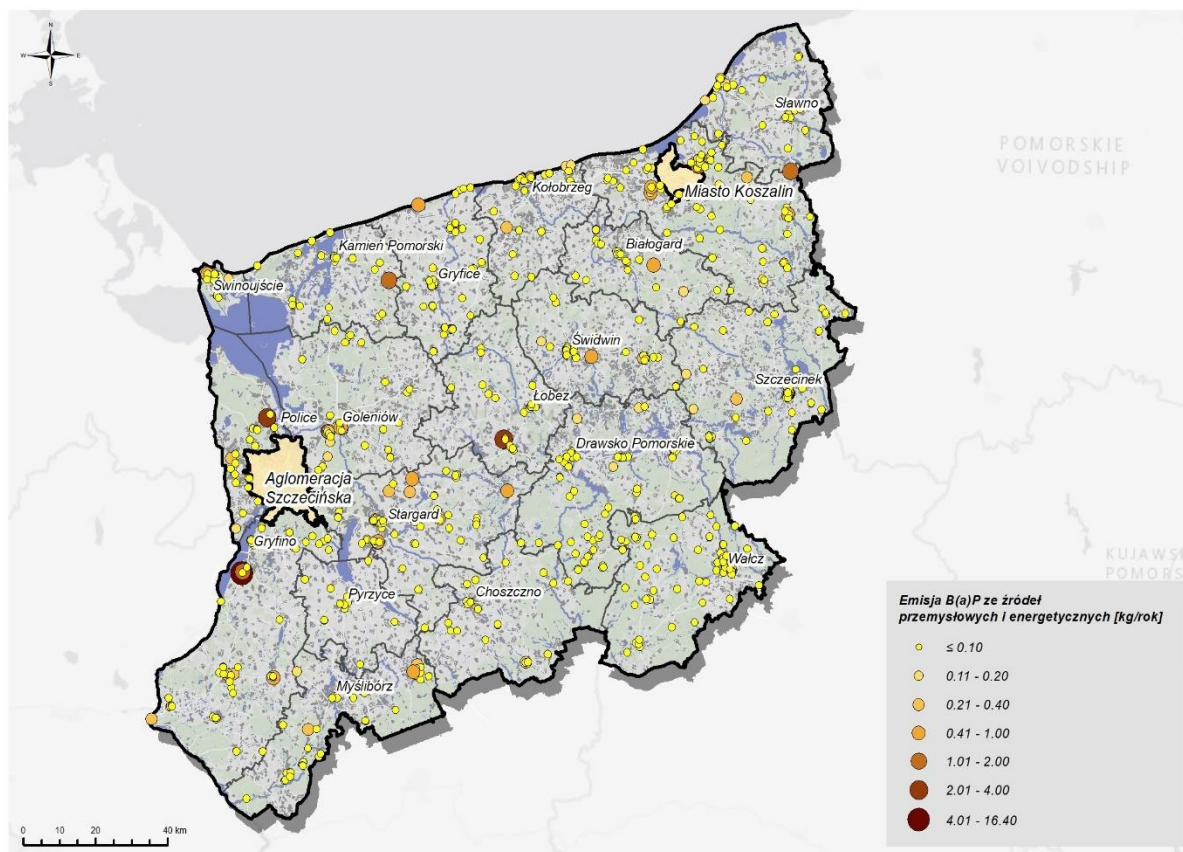 N
W
E
S
Sławno
POMORSKIE
VOIVODSHIP
Miasto Koszalin
Kołobrzeg
Kamień Pomorski
Białogard
Gryfice
Świnoujście
Świdwin
Szczecinek
Łobez
Police
Goleniów
Drawsko Pomorskie
Aglomeracja
Szczecińska
Stargard
Gryfino
Wałcz
KUJAWS
POMORS
Pyrzyce
Choszczno
Myślibórz
Emisja B(a)P ze źródeł
przemysłowych i energetycznych [kg/rok]
≤ 0.10
0.11 - 0.20
0.21 - 0.40
0.41 - 1.00
1.01 - 2.00
2.01 - 4.00
4.01 - 16.40
0 10 20 40 km